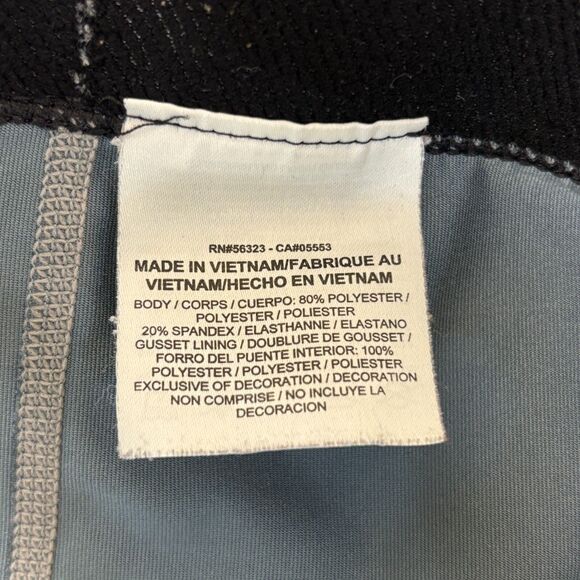 RN#56323 - CA#05553
MADE IN VIETNAM/FABRIQUE AU
VIETNAM/HECHO EN VIETNAM
BODY / CORPS / CUERPO: 80% POLYESTER /
POLYESTER / POLIESTER
20% SPANDEX / ELASTHANNE / ELASTANO
GUSSET LINING / DOUBLURE DE GOUSSET /
FORRO DEL PUENTE INTERIOR: 100%
POLYESTER / POLYESTER / POLIESTER
EXCLUSIVE OF DECORATION / DECORATION
NON COMPRISE / NO INCLUYE LA
DECORACION